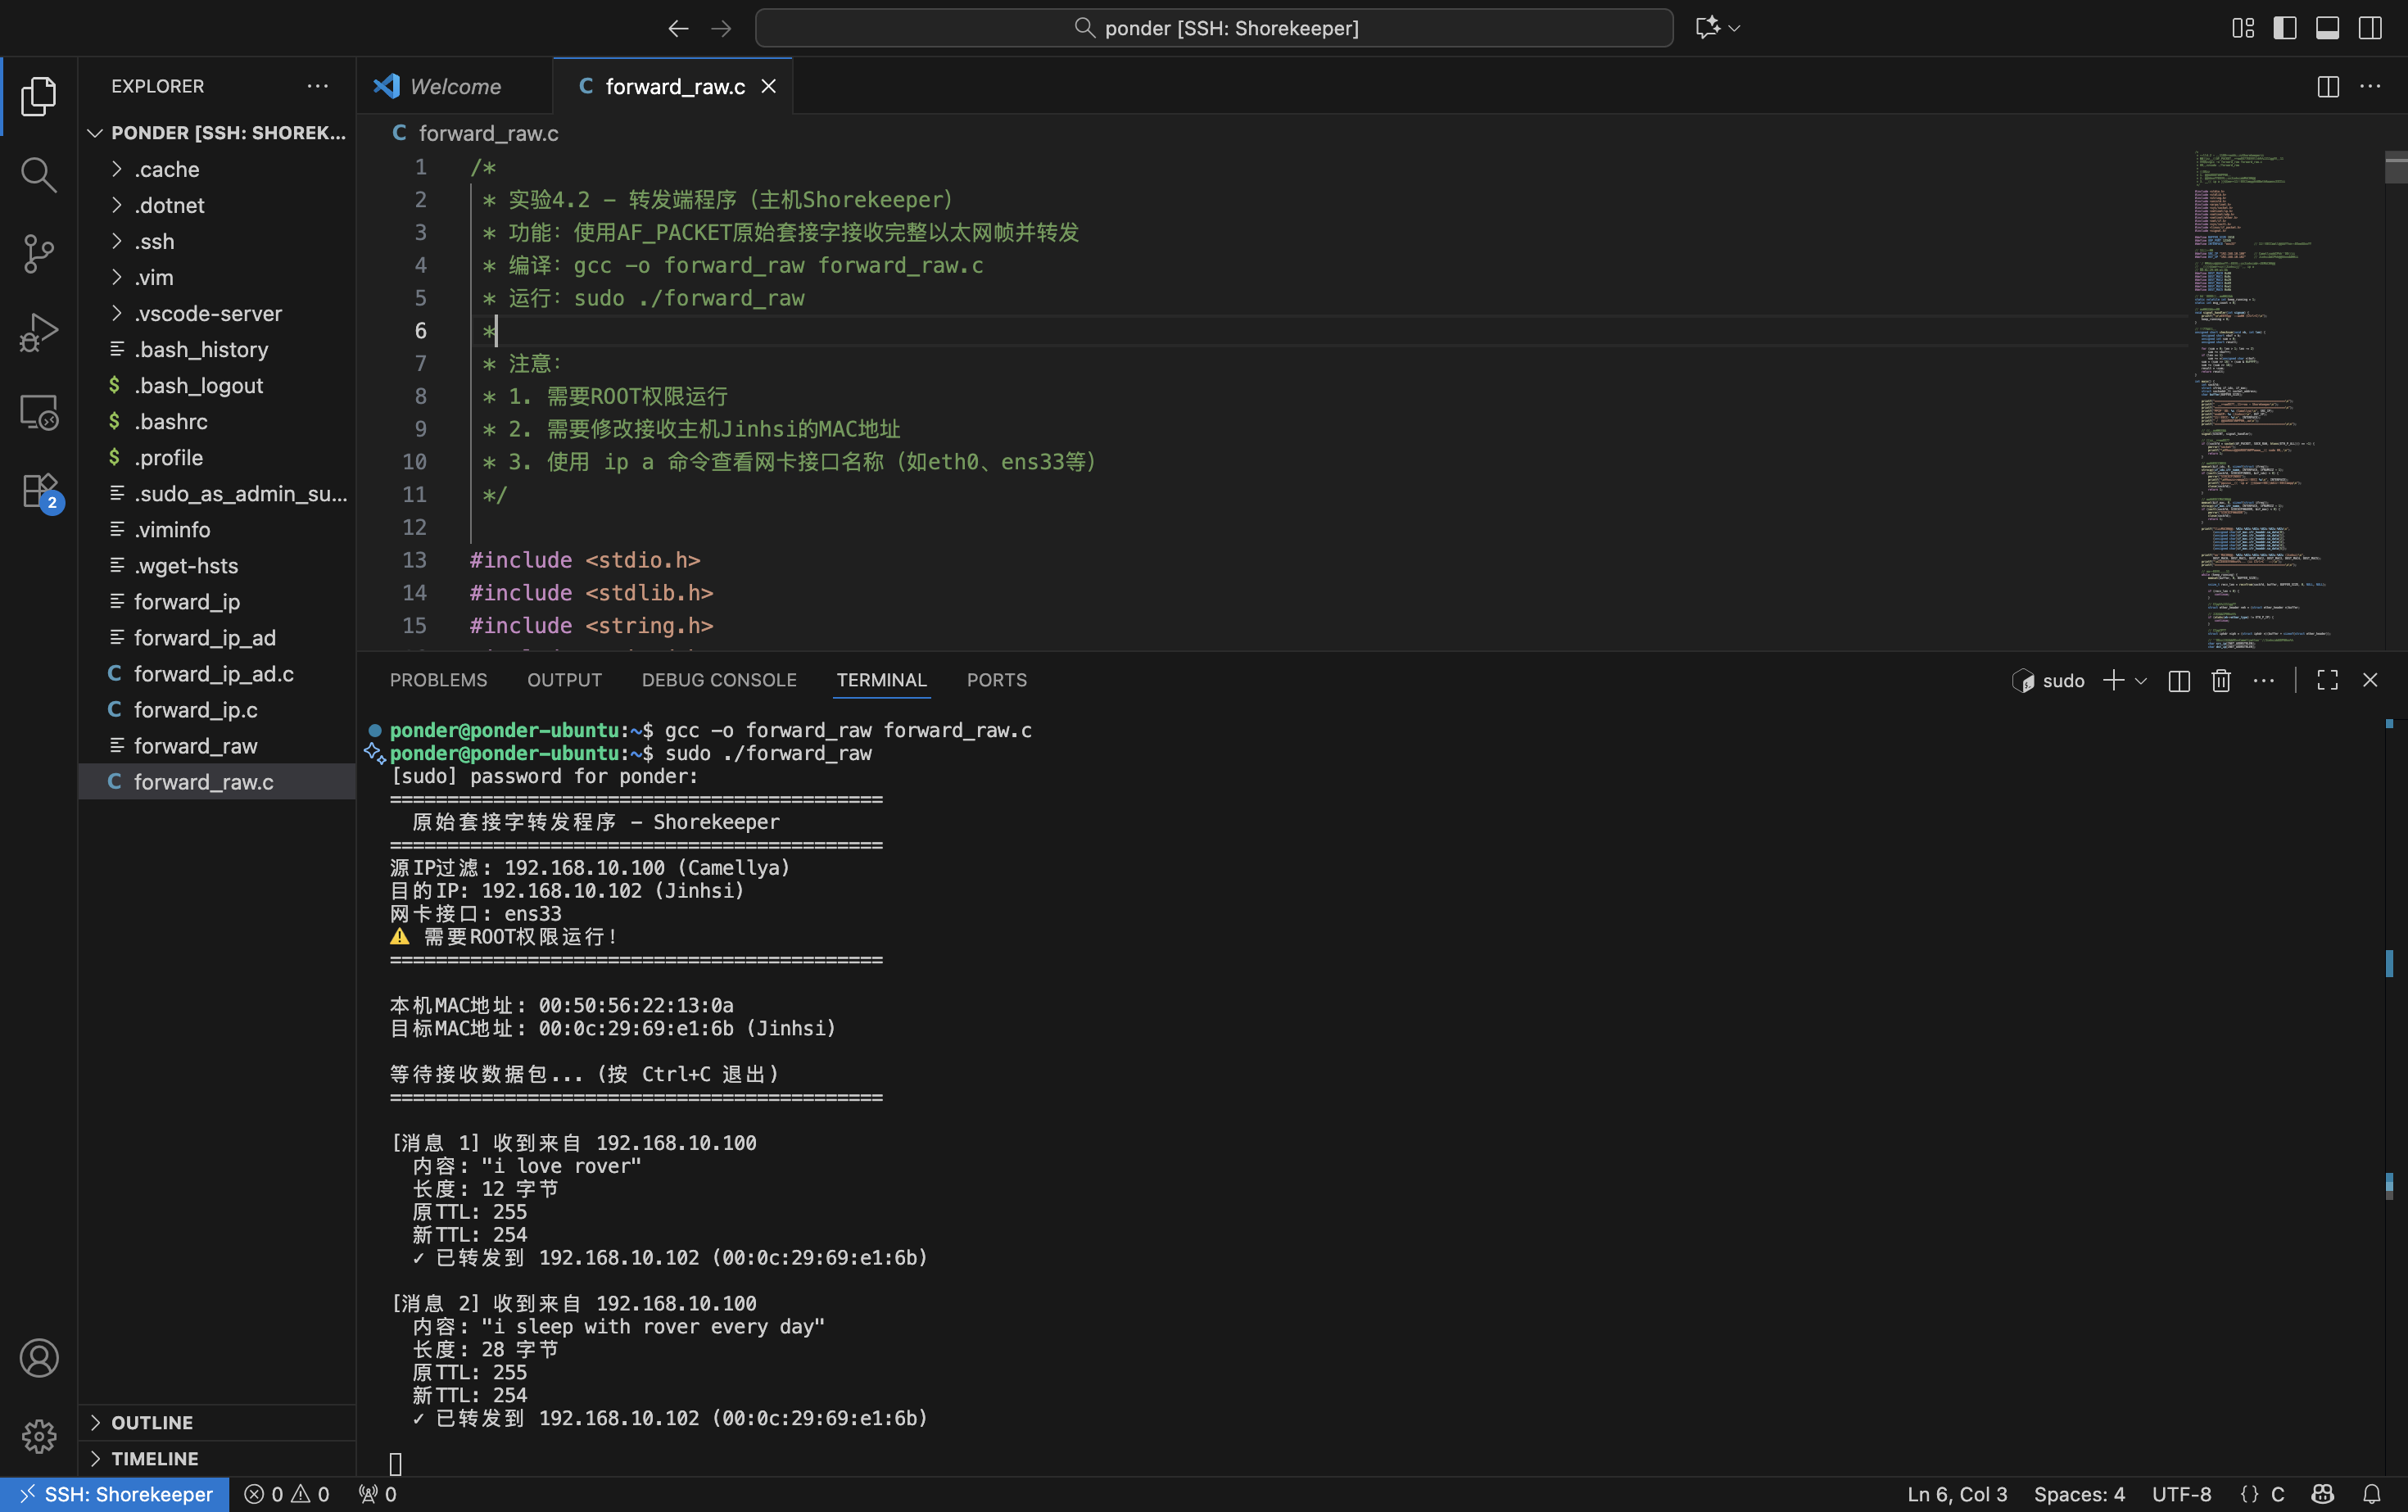 ponder [SSH: Shorekeeper]
EXPLORER
PONDER [SSH: SHOREK...
.cache
.dotnet
.ssh
.vim
.vscode-server
.bash_history
$ .bash_logout
$ .bashrc
$ .profile
.sudo_as_admin_su...
.viminfo
.wget-hsts
forward_ip
forward_ip_ad
C forward_ip_ad.c
C forward_ip.c
forward_raw
C forward_raw.c
OUTLINE
TIMELINE
2
Welcome
C forward_raw.c
C forward_raw.c
1 /*
2 * 实验4.2 - 转发端程序（主机Shorekeeper）
3 * 功能：使用AF_PACKET原始套接字接收完整以太网帧并转发
4 * 编译：gcc -o forward_raw forward_raw.c
5 * 运行：sudo ./forward_raw
6 *
7 * 注意：
8 * 1. 需要ROOT权限运行
9 * 2. 需要修改接收主机Jinhsi的MAC地址
10 * 3. 使用 ip a 命令查看网卡接口名称（如eth0、ens33等）
11 */
12
13 #include <stdio.h>
14 #include <stdlib.h>
15 #include <string.h>
PROBLEMS OUTPUT DEBUG CONSOLE TERMINAL PORTS
sudo
ponder@ponder-ubuntu:~$ gcc -o forward_raw forward_raw.c
ponder@ponder-ubuntu:~$ sudo ./forward_raw
[sudo] password for ponder:
===========================================
原始套接字转发程序 - Shorekeeper
===========================================
源IP过滤: 192.168.10.100 (Camellya)
目的IP: 192.168.10.102 (Jinhsi)
网卡接口: ens33
⚠️ 需要ROOT权限运行!
===========================================
本机MAC地址: 00:50:56:22:13:0a
目标MAC地址: 00:0c:29:69:e1:6b (Jinhsi)
等待接收数据包... (按 Ctrl+C 退出)
===========================================
[消息 1] 收到来自 192.168.10.100
内容: "i love rover"
长度: 12 字节
原TTL: 255
新TTL: 254
✓ 已转发到 192.168.10.102 (00:0c:29:69:e1:6b)
[消息 2] 收到来自 192.168.10.100
内容: "i sleep with rover every day"
长度: 28 字节
原TTL: 255
新TTL: 254
✓ 已转发到 192.168.10.102 (00:0c:29:69:e1:6b)
SSH: Shorekeeper 0 0 0 Ln 6, Col 3 Spaces: 4 UTF-8 {} C